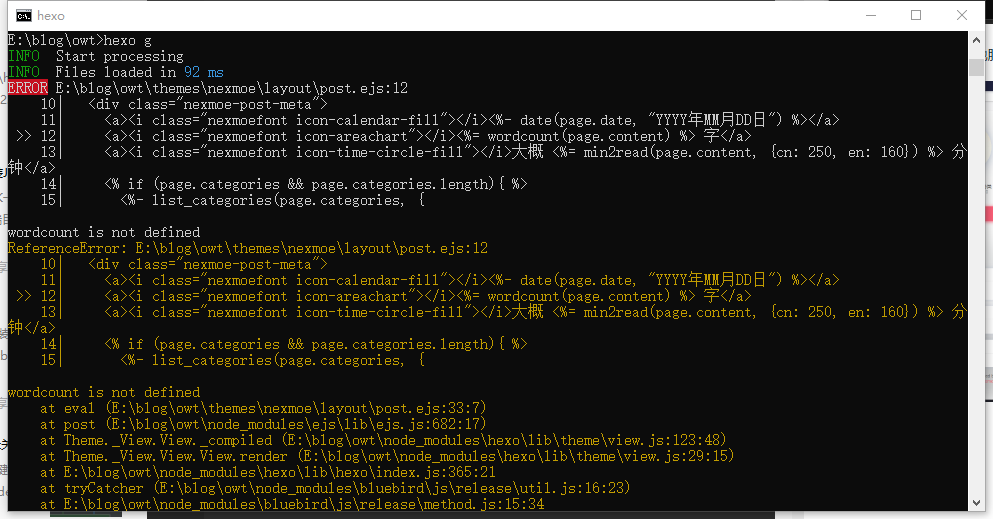 hexo
E:\blog\owt>hexo g
INFO  Start processing
INFO  Files loaded in 92 ms
ERROR E:\blog\owt\themes\nexmoe\layout\post.ejs:12
    10|   <div class="nexmoe-post-meta">
    11|     <a><i class="nexmoefont icon-calendar-fill"></i><%- date(page.date, "YYYY年MM月DD日") %></a>
 >> 12|     <a><i class="nexmoefont icon-areachart"></i><%= wordcount(page.content) %> 字</a>
    13|     <a><i class="nexmoefont icon-time-circle-fill"></i>大概 <%= min2read(page.content, {cn: 250, en: 160}) %> 分
钟</a>
    14|     <% if (page.categories && page.categories.length){ %>
    15|       <%- list_categories(page.categories, {
wordcount is not defined
ReferenceError: E:\blog\owt\themes\nexmoe\layout\post.ejs:12
    10|   <div class="nexmoe-post-meta">
    11|     <a><i class="nexmoefont icon-calendar-fill"></i><%- date(page.date, "YYYY年MM月DD日") %></a>
 >> 12|     <a><i class="nexmoefont icon-areachart"></i><%= wordcount(page.content) %> 字</a>
    13|     <a><i class="nexmoefont icon-time-circle-fill"></i>大概 <%= min2read(page.content, {cn: 250, en: 160}) %> 分
钟</a>
    14|     <% if (page.categories && page.categories.length){ %>
    15|       <%- list_categories(page.categories, {
wordcount is not defined
    at eval (E:\blog\owt\themes\nexmoe\layout\post.ejs:33:7)
    at post (E:\blog\owt\node_modules\ejs\lib\ejs.js:682:17)
    at Theme._View.View._compiled (E:\blog\owt\node_modules\hexo\lib\theme\view.js:123:48)
    at Theme._View.View.View.render (E:\blog\owt\node_modules\hexo\lib\theme\view.js:29:15)
    at E:\blog\owt\node_modules\hexo\lib\hexo\index.js:365:21
    at tryCatcher (E:\blog\owt\node_modules\bluebird\js\release\util.js:16:23)
    at E:\blog\owt\node_modules\bluebird\js\release\method.js:15:34